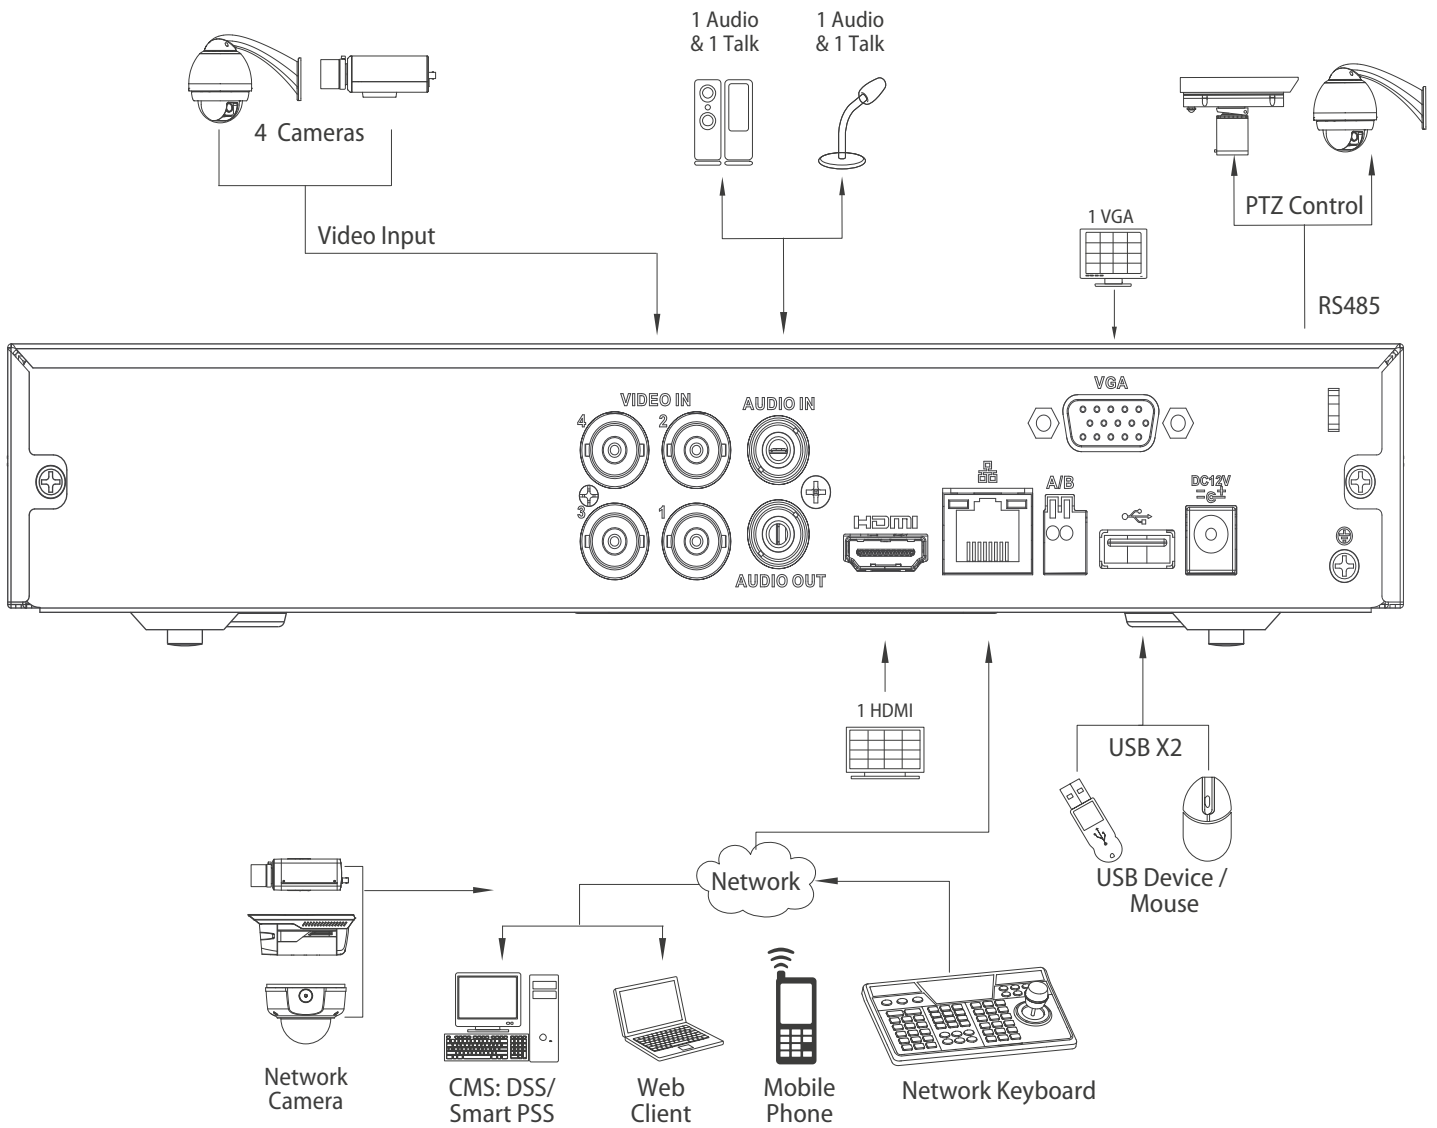 1 Audio
& 1 Talk
1 Audio
& 1 Talk
4 Cameras
Video Input
1 VGA
PTZ Control
RS485
VGA
VIDEO IN
AUDIO IN
4
2
A/B
DC12V
3
1
HDMI
AUDIO OUT
1 HDMI
USB X2
Network
USB Device /
Mouse
Network
Camera
CMS: DSS/
Smart PSS
Web
Client
Mobile
Phone
Network Keyboard